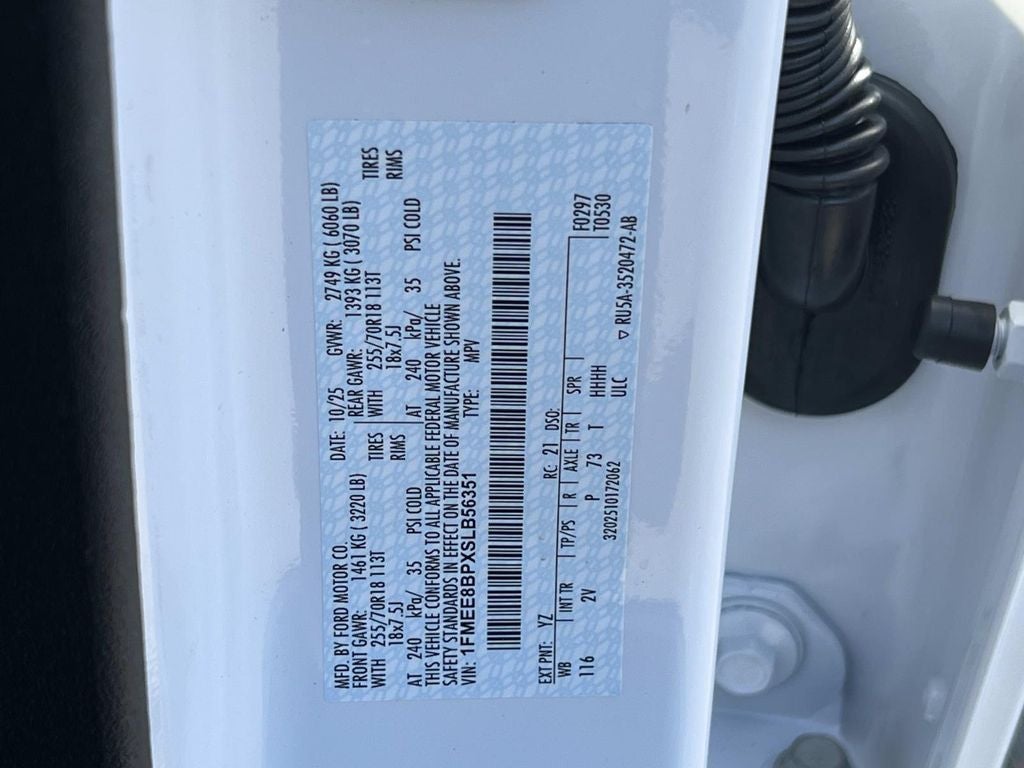 MFD. BY FORD MOTOR CO.
DATE: 10/25 GVWR: 2749 KG ( 6060 LB)
FRONT GAWR: 1461 KG ( 3220 LB)
REAR GAWR: 1393 KG ( 3070 LB)
WITH 255/70R18 113T TIRES
WITH 255/70R18 113T TIRES
18x7.5J RIMS
18x7.5J RIMS
AT 240 kPa/ 35 PSI COLD
AT 240 kPa/ 35 PSI COLD
THIS VEHICLE CONFORMS TO ALL APPLICABLE FEDERAL MOTOR VEHICLE
SAFETY STANDARDS IN EFFECT ON THE DATE OF MANUFACTURE SHOWN ABOVE.
VIN: 1FMEE8BPXSLB56351 TYPE: MPV
EXT PNT: YZ RC: 21 DSO: F0297
WB INT TR TP/PS R AXLE TR SPR T0530
116 2V P 73 T HHHH
3202510172062 ULC ▽ RU5A-3520472-AB